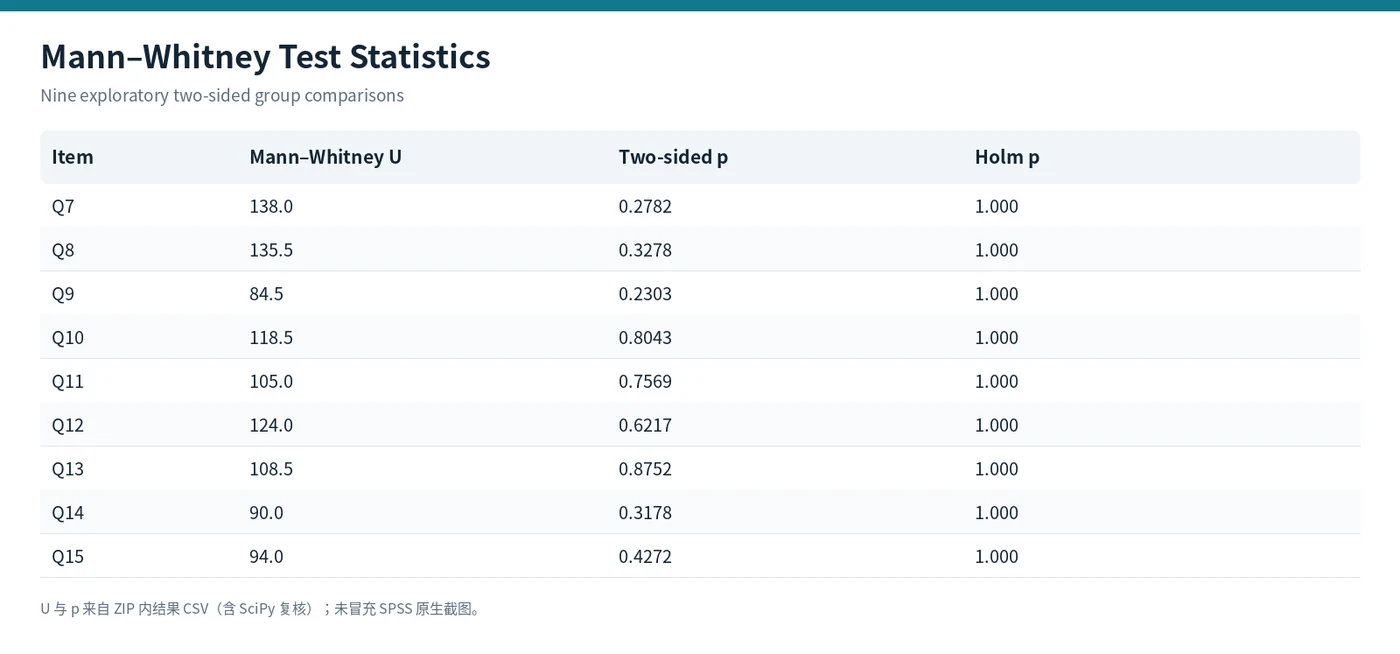 Mann–Whitney Test Statistics
Nine exploratory two-sided group comparisons
Item Mann–Whitney U Two-sided p Holm p
Q7 138.0 0.2782 1.000
Q8 135.5 0.3278 1.000
Q9 84.5 0.2303 1.000
Q10 118.5 0.8043 1.000
Q11 105.0 0.7569 1.000
Q12 124.0 0.6217 1.000
Q13 108.5 0.8752 1.000
Q14 90.0 0.3178 1.000
Q15 94.0 0.4272 1.000
U 与 p 来自 ZIP 内结果 CSV（含 SciPy 复核）；未冒充 SPSS 原生截图。